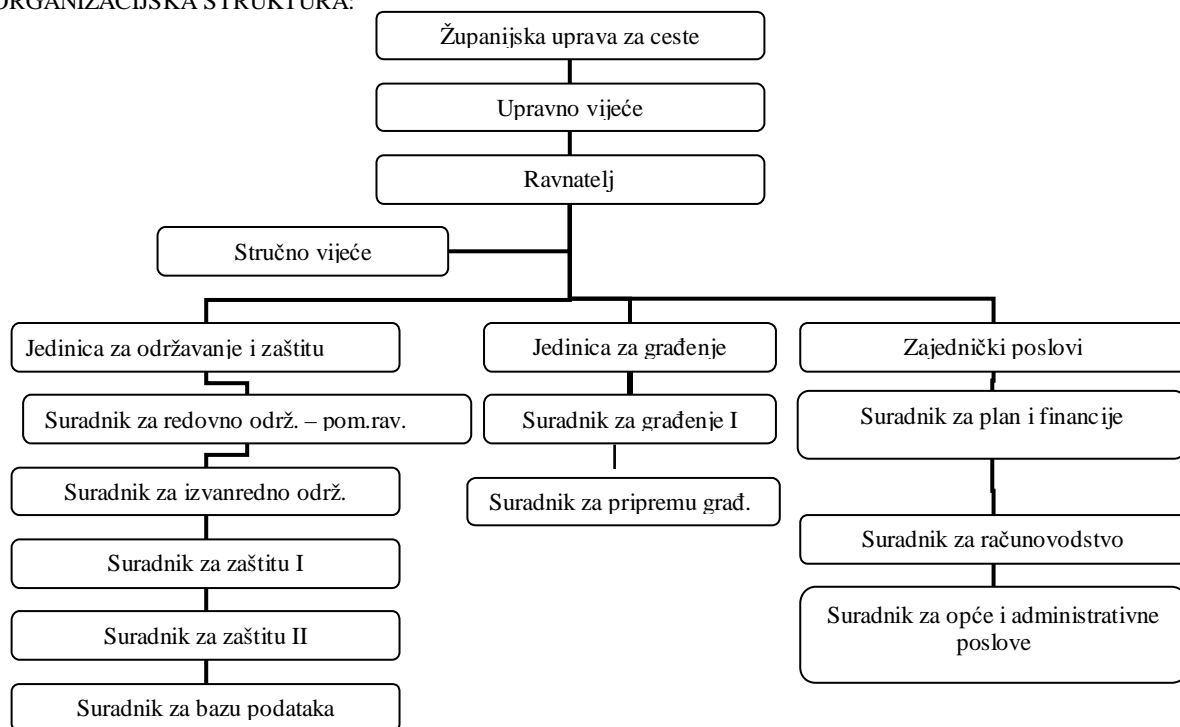 ORGANIZACIJSKA STRUKTURA:
Županijska uprava za ceste
Upravno vijeće
Ravnatelj
Stručno vijeće
Jedinica za održavanje i zaštitu
Suradnik za redovno održ. – pom.rav.
Suradnik za izvanredno održ.
Suradnik za zaštitu I
Suradnik za zaštitu II
Suradnik za bazu podataka
Jedinica za građenje
Suradnik za građenje I
Suradnik za pripremu građ.
Zajednički poslovi
Suradnik za plan i financije
Suradnik za računovodstvo
Suradnik za opće i administrativne
poslove